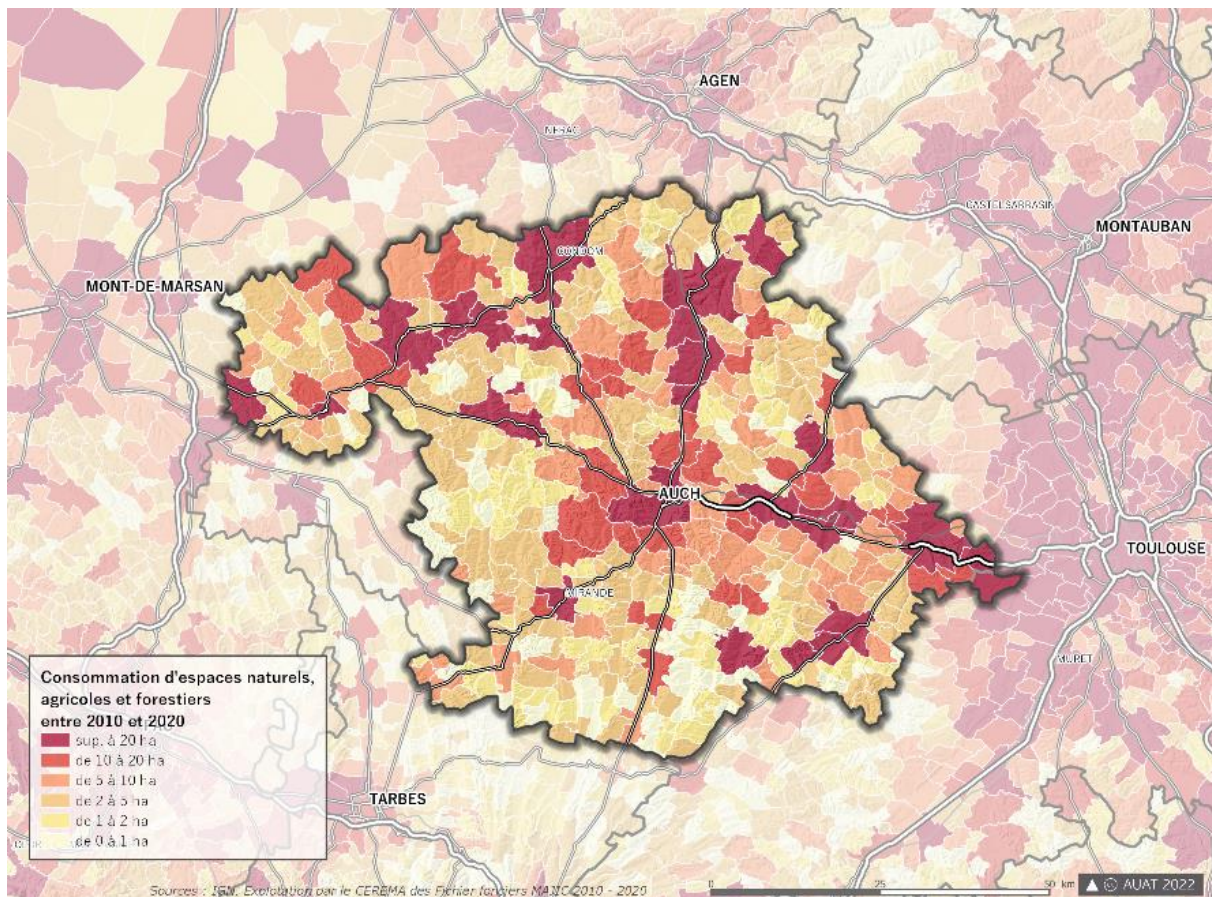 AGEN
NERAC
CASTELSARRASIN
MONTAUBAN
CONDOM
MONT-DE-MARSAN
AUCH
TOULOUSE
MIRANDE
MURET
TARBES
Consommation d'espaces naturels,
agricoles et forestiers
entre 2010 et 2020
sup. à 20 ha
de 10 à 20 ha
de 5 à 10 ha
de 2 à 5 ha
de 1 à 2 ha
de 0 à 1 ha
Sources : IGN, Exploitation par le CEREMA des Fichier fonciers MAJIC 2010 - 2020
0 25 50 km
© AUAT 2022